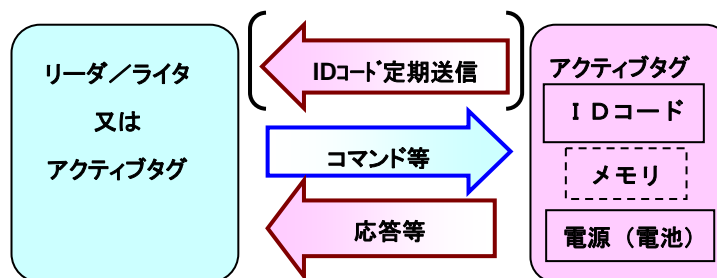 リーダ／ライタ
又は
アクティブタグ
IDｺｰﾄﾞ定期送信
コマンド等
応答等
アクティブタグ
ＩＤコード
メモリ
電源（電池）